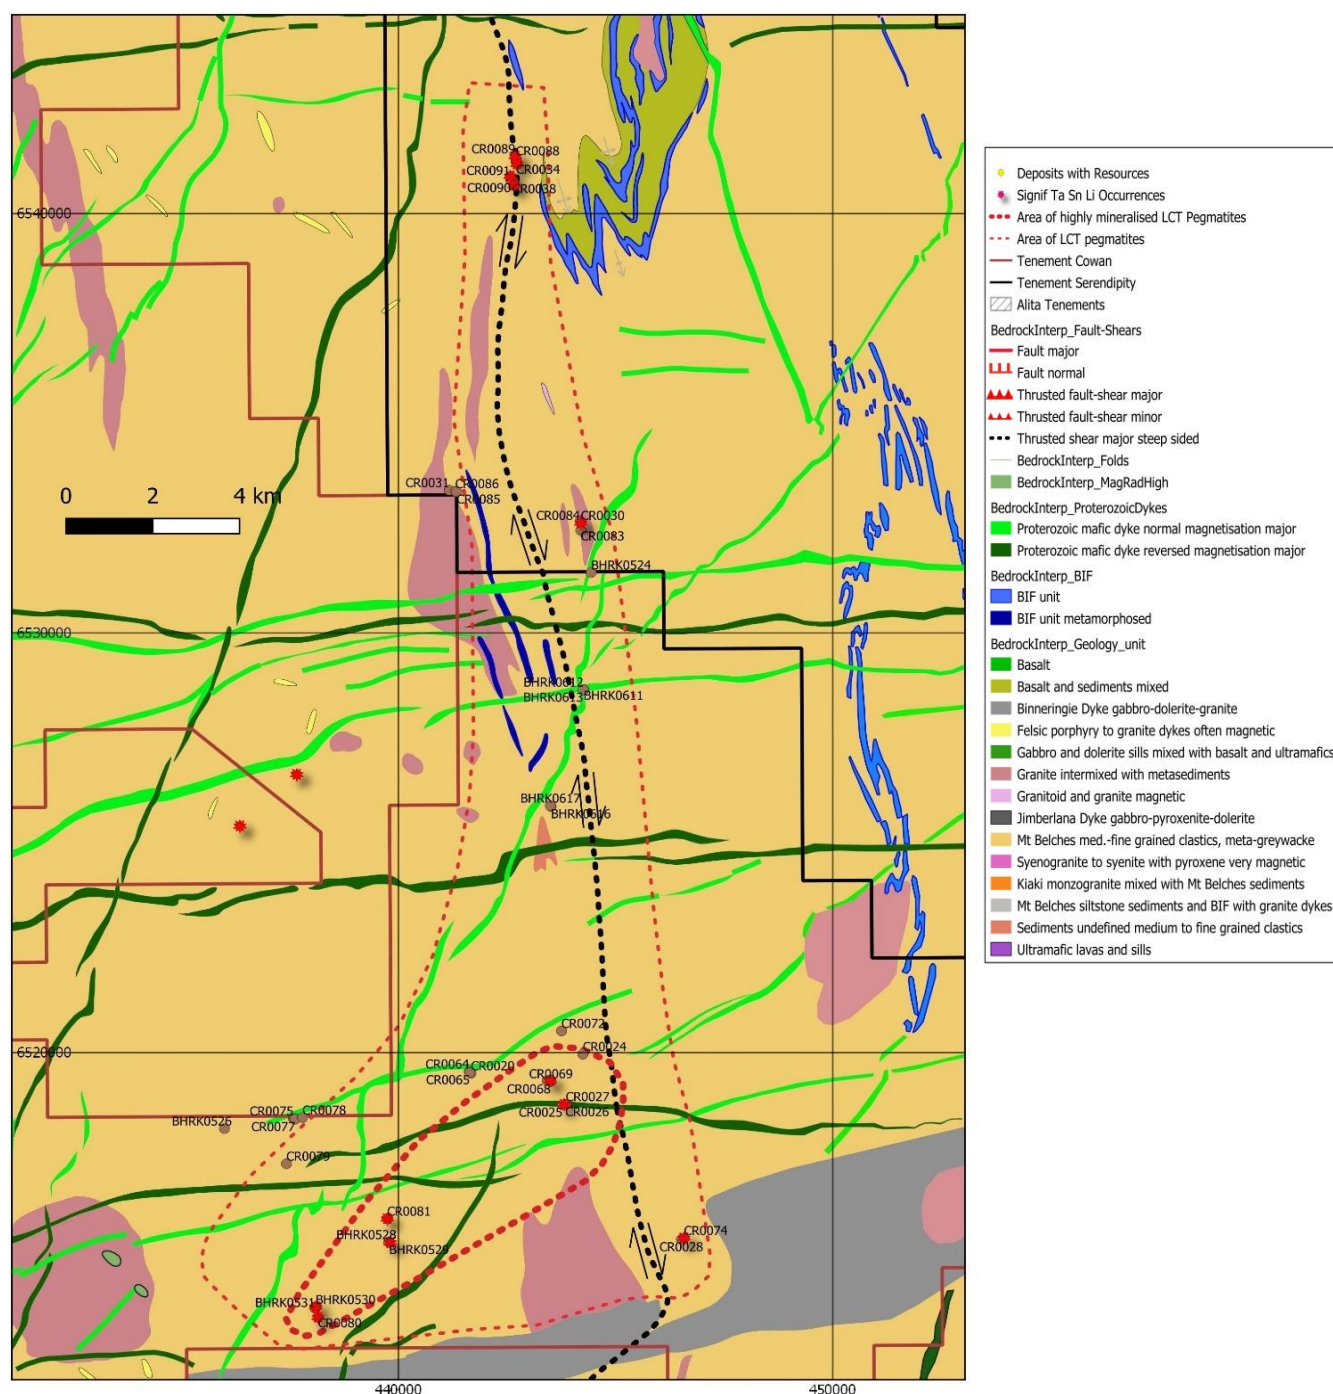 CR0089
CR0088
CR0091
CR0034
CR0090
CR0038
6540000
CR0031
CR0086
CR0085
0 2 4 km
CR0084
CR0030
CR0083
BHRK0524
6530000
BHRK0612
BHRK0613
BHRK0611
BHRK0617
BHRK0616
CR0072
6520000
CR0024
CR0064
CR0020
CR0065
CR0069
CR0068
CR0027
CR0025
CR0026
CR0075
CR0078
CR0077
BHRK0526
CR0079
CR0081
BHRK0528
BHRK0529
CR0074
CR0028
BHRK0531
BHRK0530
CR0080
440000
450000
Deposits with Resources
Signif Ta Sn Li Occurrences
Area of highly mineralised LCT Pegmatites
Area of LCT pegmatites
Tenement Cowan
Tenement Serendipity
Alita Tenements
BedrockInterp_Fault-Shears
Fault major
Fault normal
Thrusted fault-shear major
Thrusted fault-shear minor
Thrusted shear major steep sided
BedrockInterp_Folds
BedrockInterp_MagRadHigh
BedrockInterp_ProterozoicDykes
Proterozoic mafic dyke normal magnetisation major
Proterozoic mafic dyke reversed magnetisation major
BedrockInterp_BIF
BIF unit
BIF unit metamorphosed
BedrockInterp_Geology_unit
Basalt
Basalt and sediments mixed
Binneringie Dyke gabbro-dolerite-granite
Felsic porphyry to granite dykes often magnetic
Gabbro and dolerite sills mixed with basalt and ultramafics
Granite intermixed with metasediments
Granitoid and granite magnetic
Jimberlana Dyke gabbro-pyroxenite-dolerite
Mt Belches med.-fine grained clastics, meta-greywacke
Syenogranite to syenite with pyroxene very magnetic
Kiaki monzogranite mixed with Mt Belches sediments
Mt Belches siltstone sediments and BIF with granite dykes
Sediments undefined medium to fine grained clastics
Ultramafic lavas and sills